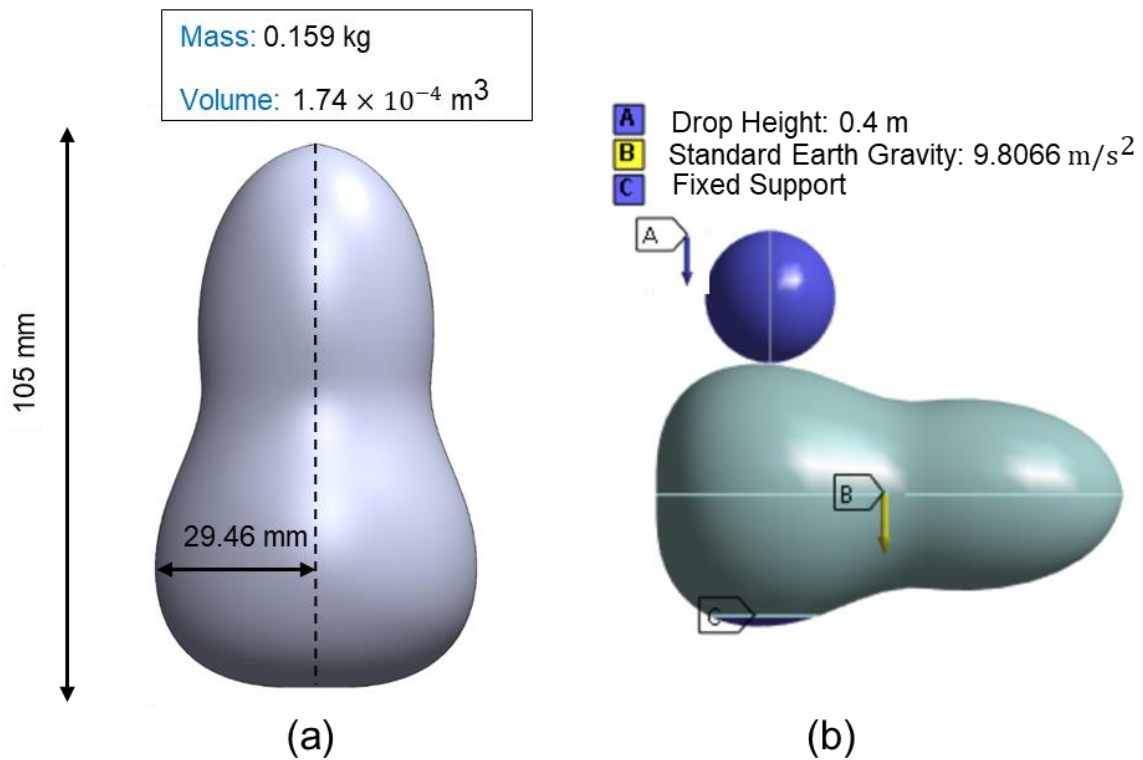 Mass: 0.159 kg
Volume: 1.74 × 10⁻⁴ m³
105 mm
29.46 mm
(a)
A Drop Height: 0.4 m
B Standard Earth Gravity: 9.8066 m/s²
C Fixed Support
A
B
C
(b)